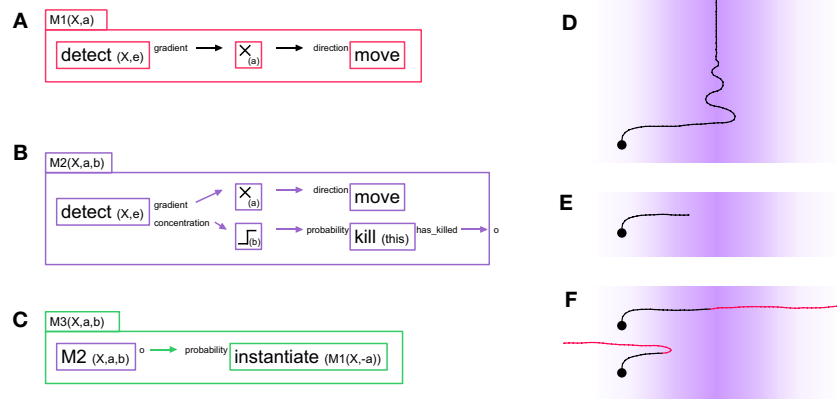 A
M1(X,a)
detect (X,e) gradient × (a) direction move
B
M2(X,a,b)
detect (X,e) gradient × (a) direction move
concentration (b) probability kill (this) has_killed o
C
M3(X,a,b)
M2 (X,a,b) o probability instantiate (M1(X,-a))
D
E
F